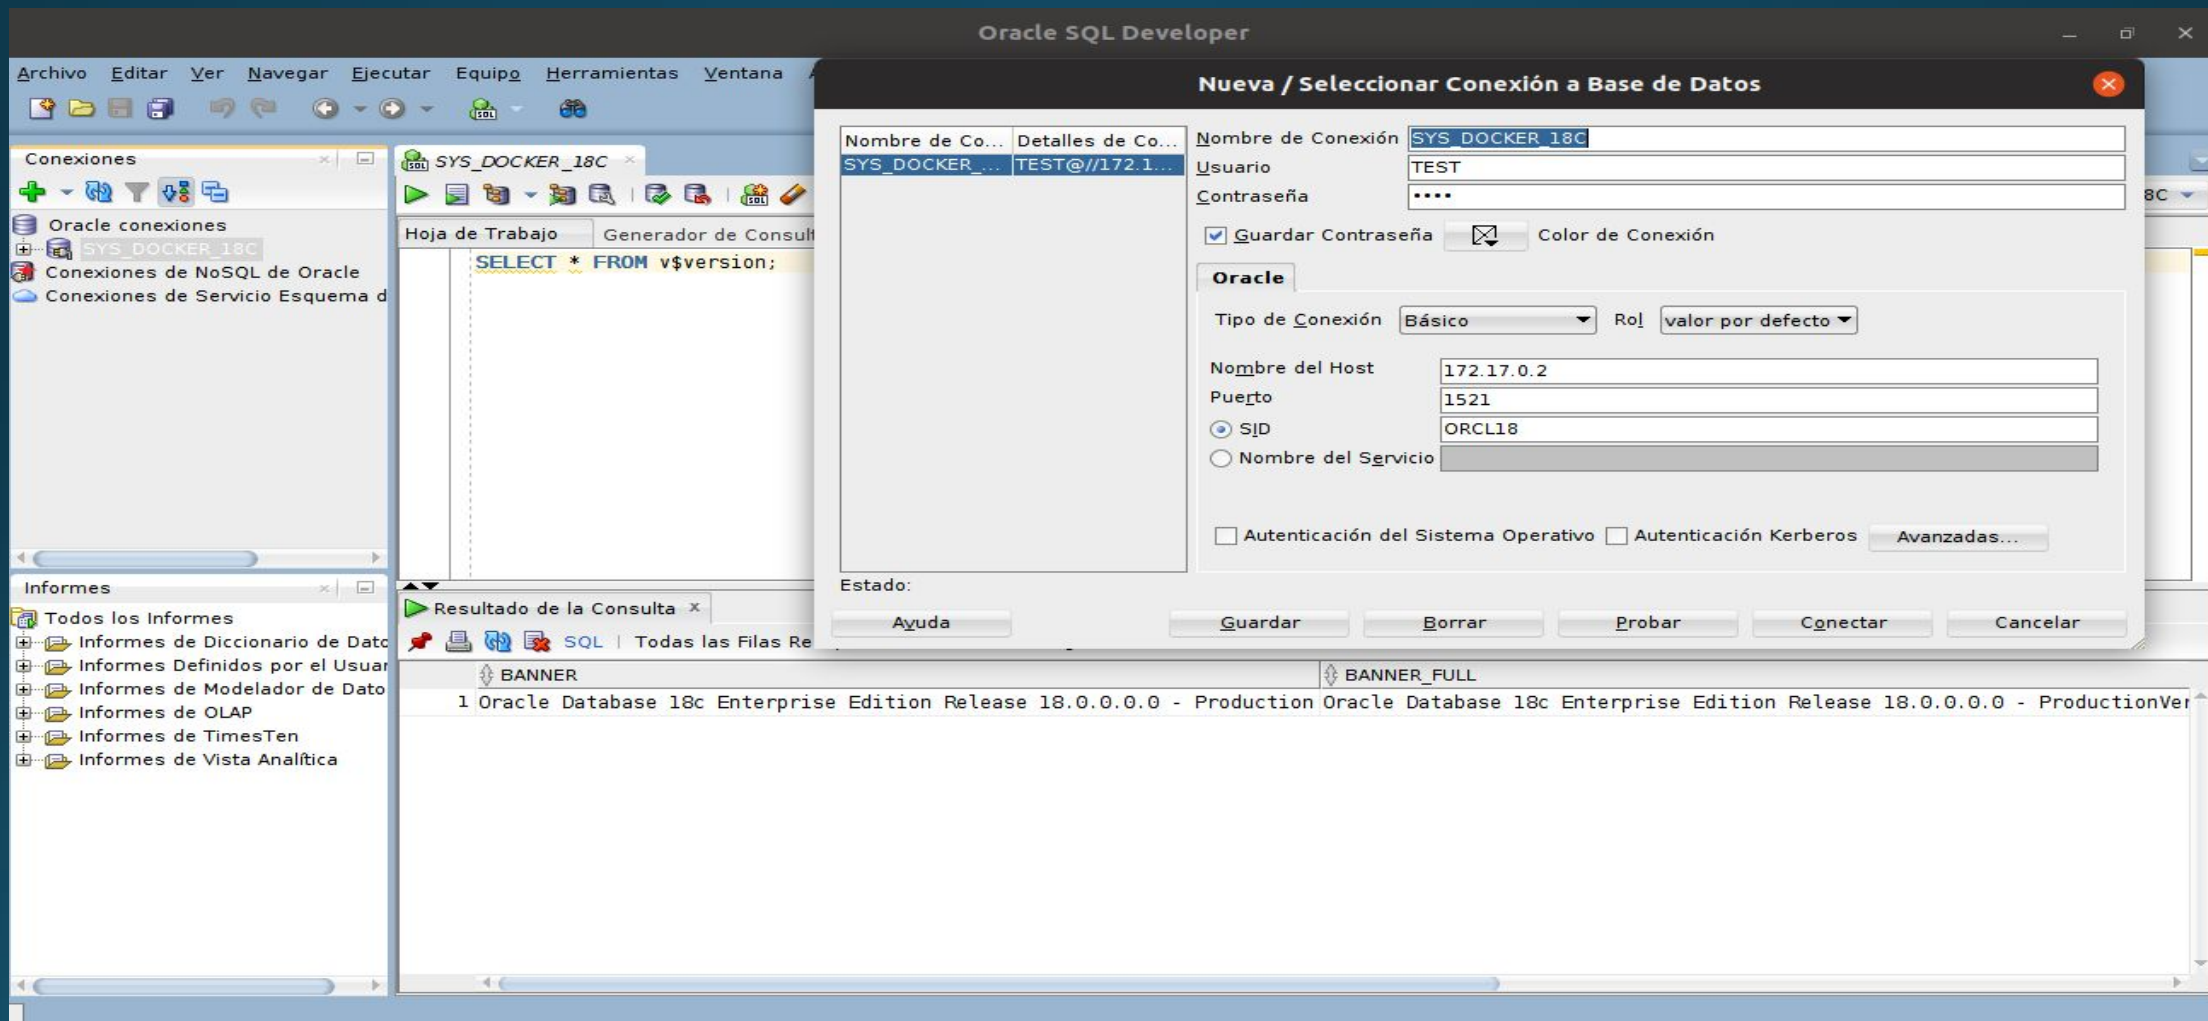 Oracle SQL Developer
Archivo Editar Ver Navegar Ejecutar Equipo Herramientas Ventana
Conexiones
Oracle conexiones
SYS_DOCKER_18C
Conexiones de NoSQL de Oracle
Conexiones de Servicio Esquema d
Informes
Todos los Informes
Informes de Diccionario de Dato
Informes Definidos por el Usuar
Informes de Modelador de Dato
Informes de OLAP
Informes de TimesTen
Informes de Vista Analítica
SYS_DOCKER_18C
8C
Hoja de Trabajo Generador de Consult
SELECT * FROM v$version;
Resultado de la Consulta
SQL | Todas las Filas Re
BANNER BANNER_FULL
1 Oracle Database 18c Enterprise Edition Release 18.0.0.0.0 - Production Oracle Database 18c Enterprise Edition Release 18.0.0.0.0 - ProductionVer
Nueva / Seleccionar Conexión a Base de Datos
Nombre de Co... Detalles de Co...
SYS_DOCKER_... TEST@//172.1...
Nombre de Conexión SYS_DOCKER_18C
Usuario TEST
Contraseña ••••
Guardar Contraseña Color de Conexión
Oracle
Tipo de Conexión Básico Rol valor por defecto
Nombre del Host 172.17.0.2
Puerto 1521
SID ORCL18
Nombre del Servicio
Autenticación del Sistema Operativo Autenticación Kerberos Avanzadas...
Estado:
Ayuda Guardar Borrar Probar Conectar Cancelar